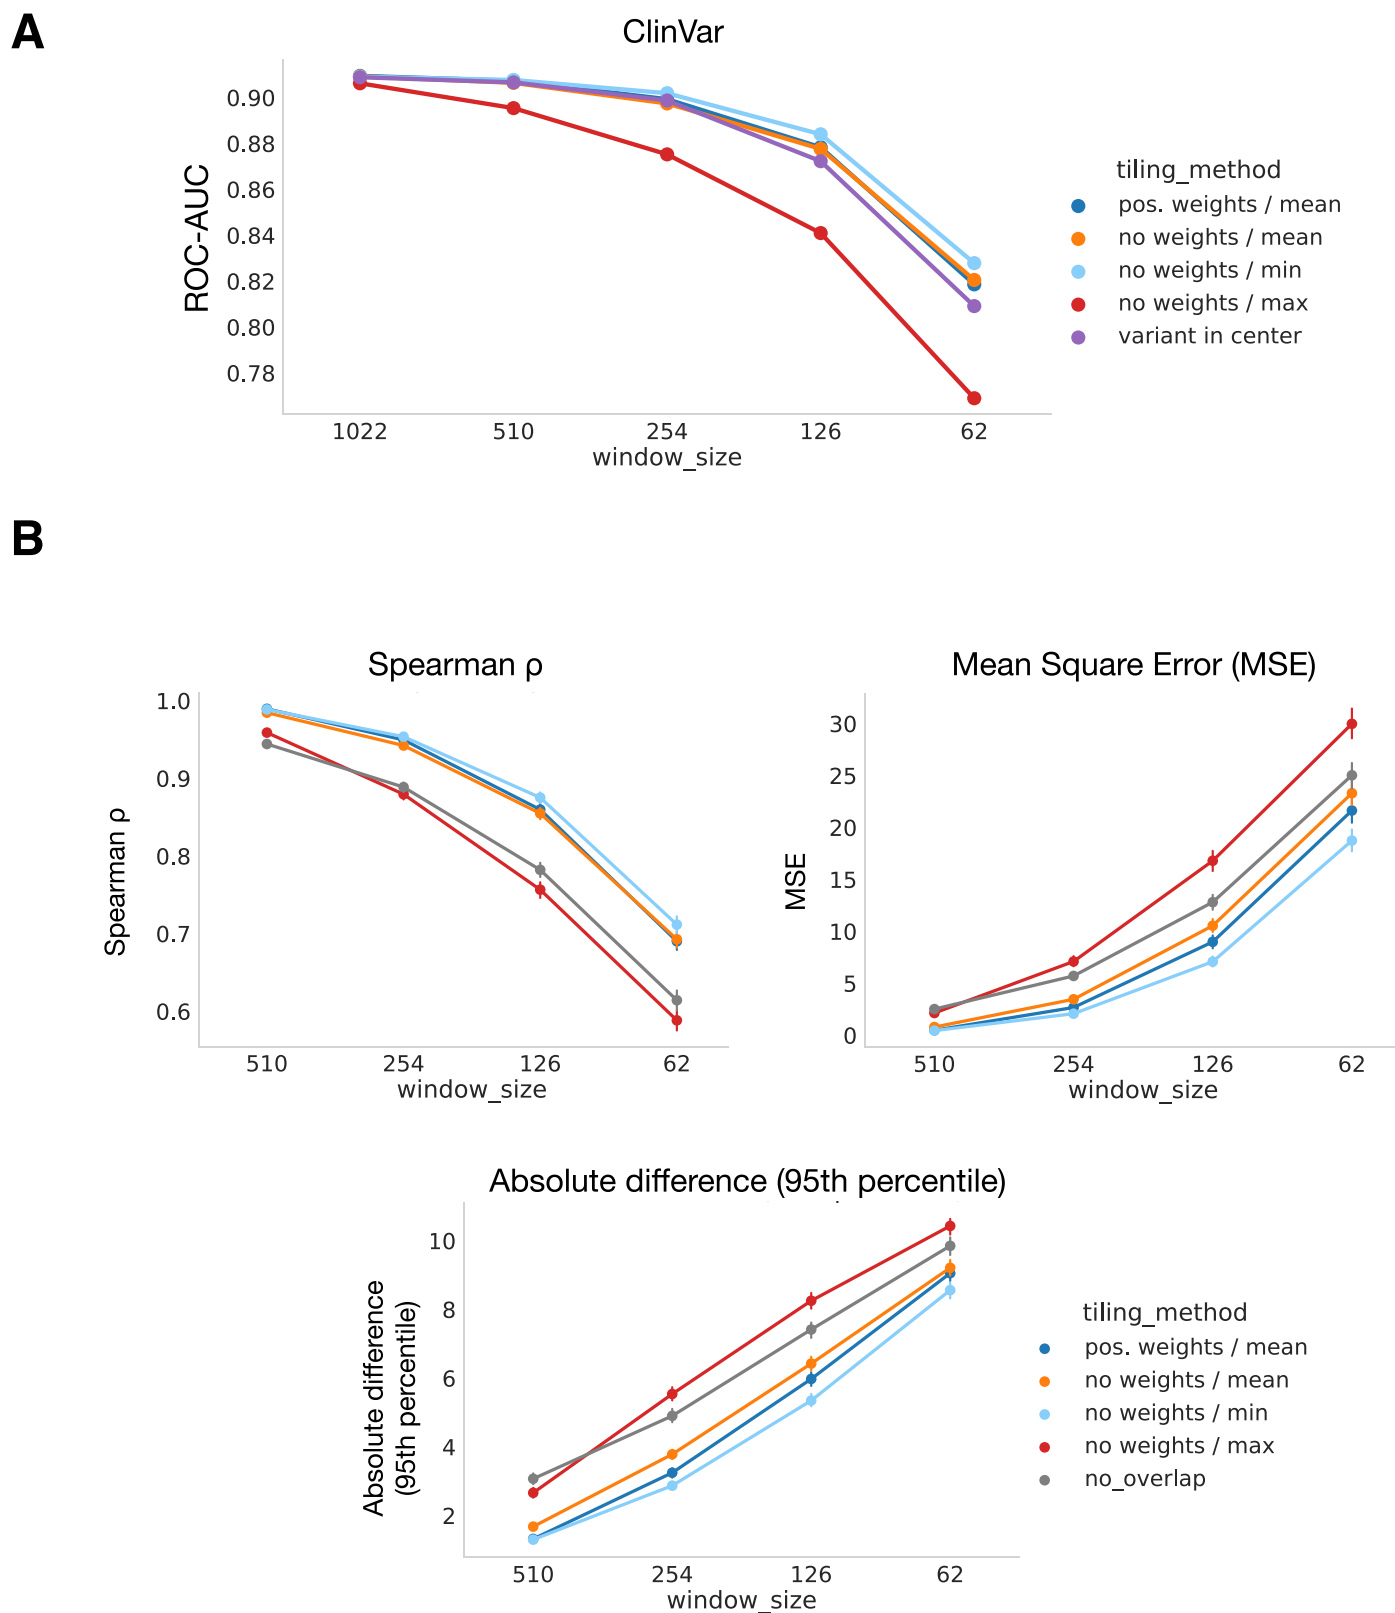 A
ClinVar
ROC-AUC
0.90
0.88
0.86
0.84
0.82
0.80
0.78
1022 510 254 126 62
window_size
tiling_method
pos. weights / mean
no weights / mean
no weights / min
no weights / max
variant in center
B
Spearman ρ
Spearman ρ
1.0
0.9
0.8
0.7
0.6
510 254 126 62
window_size
Mean Square Error (MSE)
MSE
30
25
20
15
10
5
0
510 254 126 62
window_size
Absolute difference (95th percentile)
Absolute difference
(95th percentile)
10
8
6
4
2
510 254 126 62
window_size
tiling_method
pos. weights / mean
no weights / mean
no weights / min
no weights / max
no_overlap